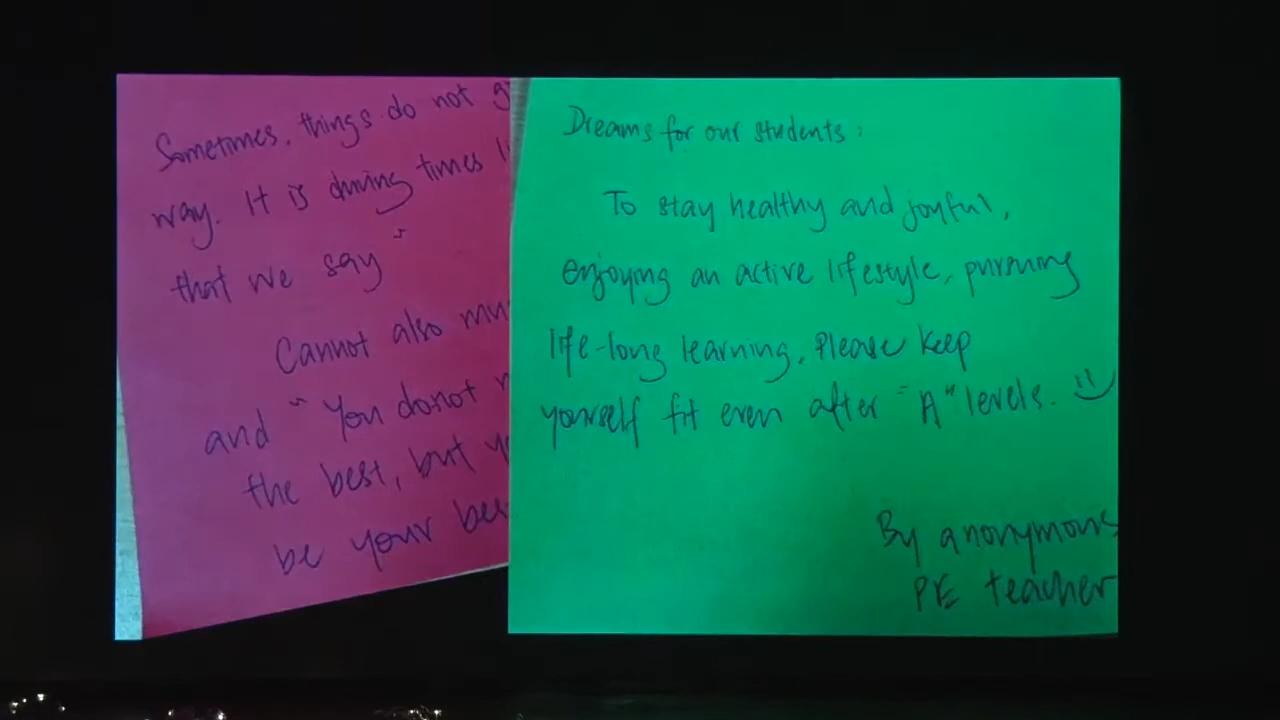 Sometimes, things do not
way. It is during times
that we say "
Cannot also
and " You donot
the best, but
be your
Dreams for our students :
To stay healthy and joyful,
enjoying an active lifestyle, pursuing
life-long learning. Please keep
yourself fit even after "A" levels. :)
By anonymous
PE teacher